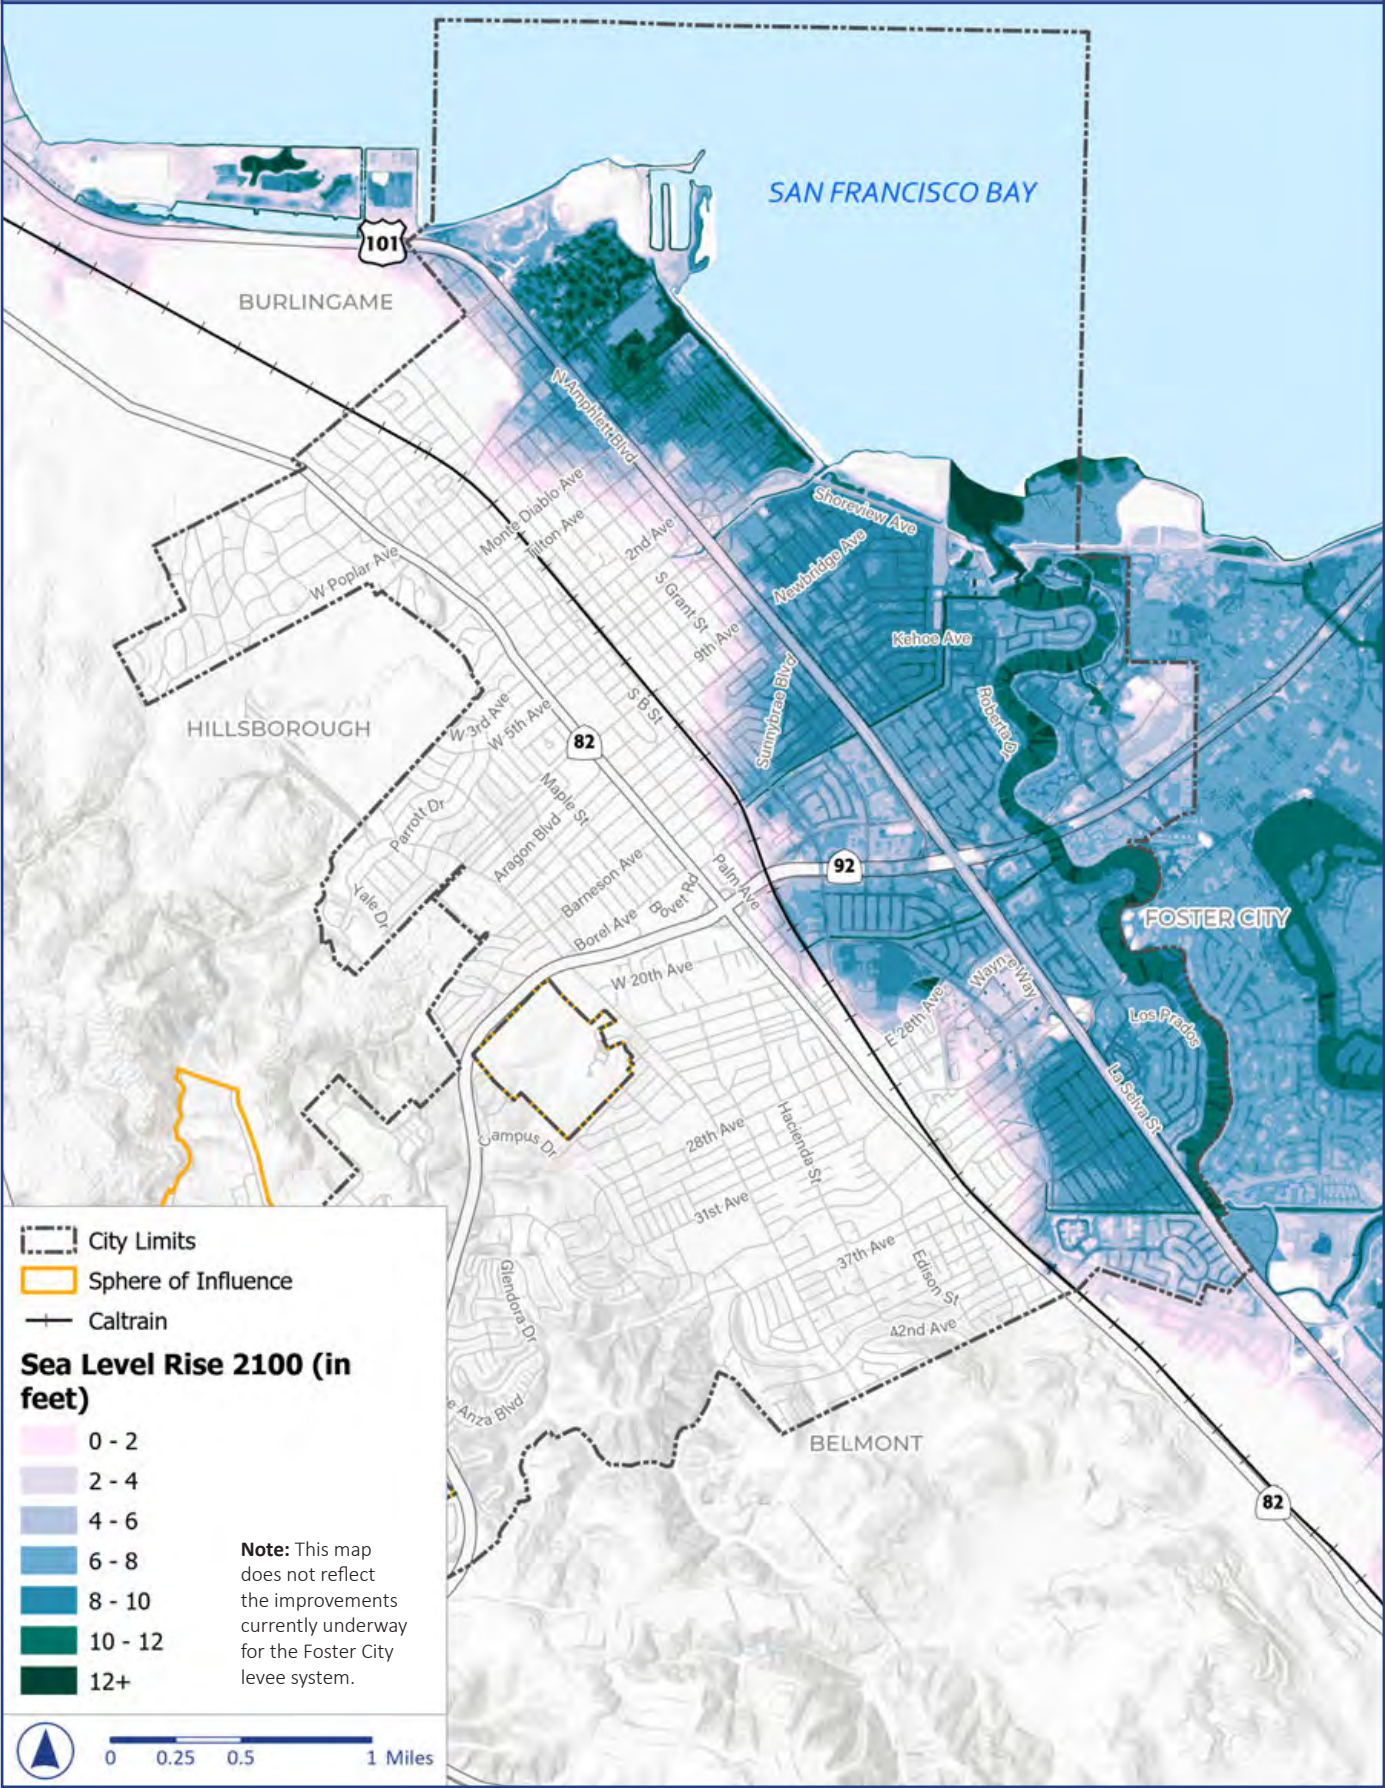 SAN FRANCISCO BAY
101
BURLINGAME
N Amphlett Blvd
Monte Diablo Ave
Tilton Ave
2nd Ave
Shoreview Ave
Newbridge Ave
W Poplar Ave
S Grant St
9th Ave
Kehoe Ave
Sunnybrae Blvd
Roberta Dr
S B St
W 3rd Ave
W 5th Ave
HILLSBOROUGH
82
Maple St
Parrott Dr
Aragon Blvd
Barneson Ave
Palm Ave
92
Bovet Rd
Yale Dr
Borel Ave
FOSTER CITY
W 20th Ave
Wayne Way
E 28th Ave
Los Prados
La Selva St
Campus Dr
28th Ave
Hacienda St
31st Ave
37th Ave
Edison St
Glendora Dr
42nd Ave
e Anza Blvd
BELMONT
82
City Limits
Sphere of Influence
Caltrain
Sea Level Rise 2100 (in
feet)
0 - 2
2 - 4
4 - 6
6 - 8
8 - 10
10 - 12
12+
Note: This map
does not reflect
the improvements
currently underway
for the Foster City
levee system.
0 0.25 0.5 1 Miles